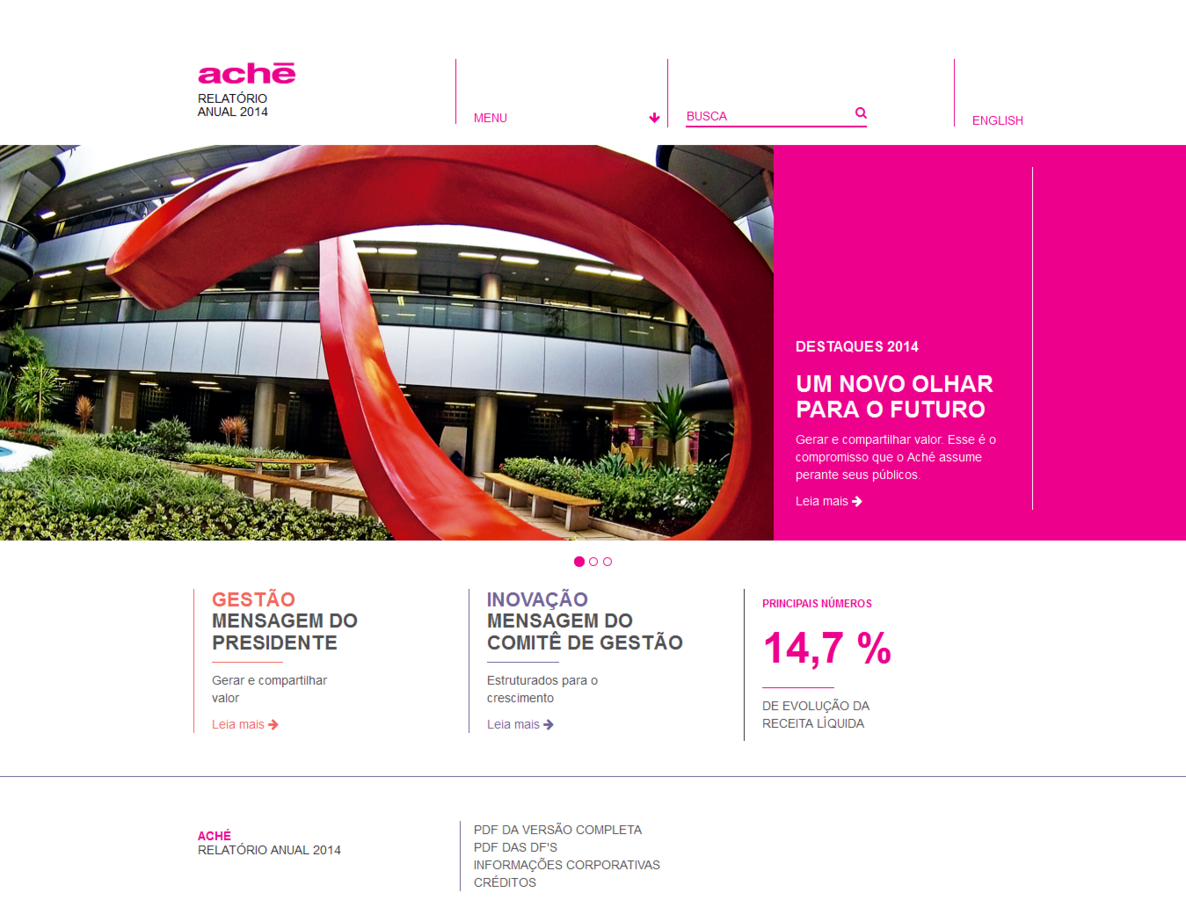 achē
RELATÓRIO
ANUAL 2014
MENU
BUSCA
ENGLISH
DESTAQUES 2014
UM NOVO OLHAR
PARA O FUTURO
Gerar e compartilhar valor. Esse é o
compromisso que o Aché assume
perante seus públicos.
Leia mais
GESTÃO
MENSAGEM DO
PRESIDENTE
Gerar e compartilhar
valor
Leia mais
INOVAÇÃO
MENSAGEM DO
COMITÊ DE GESTÃO
Estruturados para o
crescimento
Leia mais
PRINCIPAIS NÚMEROS
14,7 %
DE EVOLUÇÃO DA
RECEITA LÍQUIDA
ACHÉ
RELATÓRIO ANUAL 2014
PDF DA VERSÃO COMPLETA
PDF DAS DF'S
INFORMAÇÕES CORPORATIVAS
CRÉDITOS